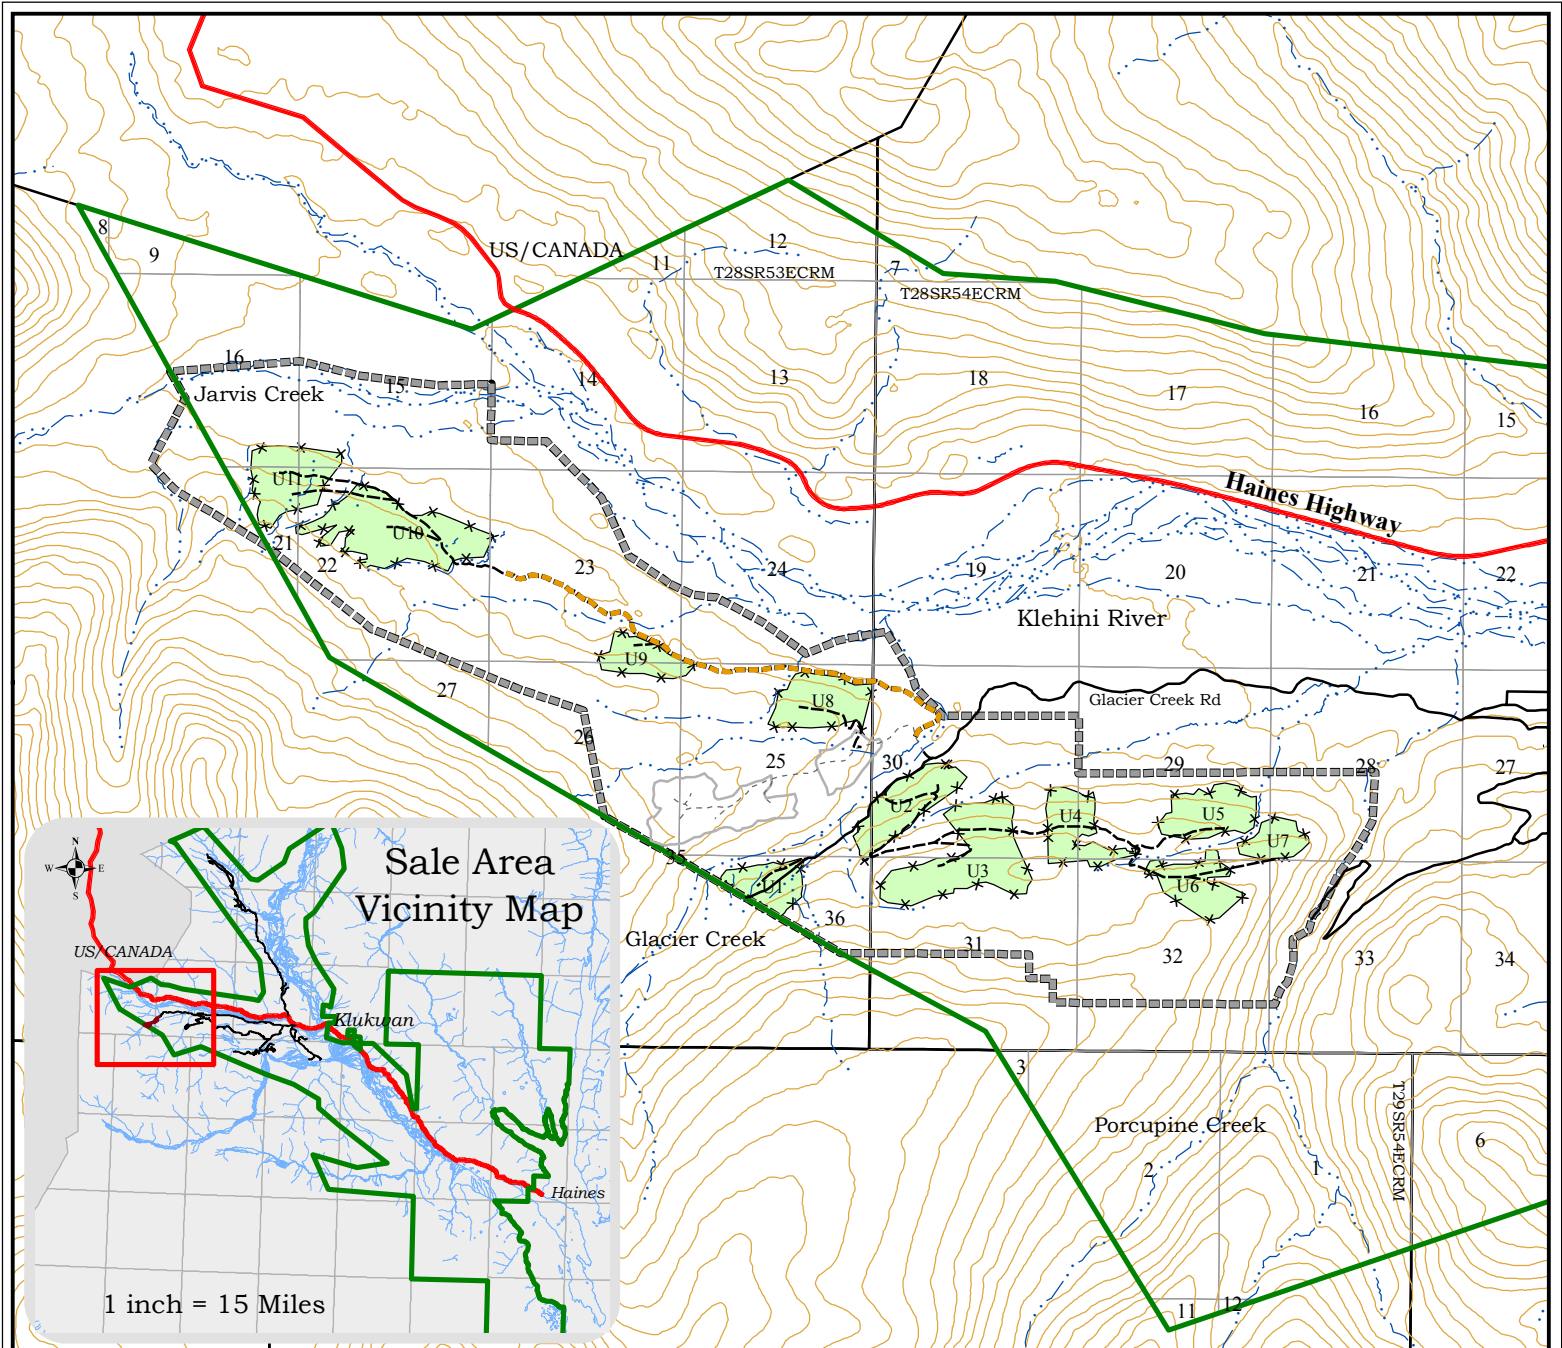 8
9
US/CANADA
11
12
T28SR53ECRM
7
T28SR54ECRM
16
Jarvis Creek
15
14
13
18
17
16
15
Haines Highway
U11
U10
21
22
23
24
19
20
21
22
Klehini River
U9
27
U8
Glacier Creek Rd
26
25
30
29
28
27
U2
U4
U5
U7
35
U1
U3
U6
36
Glacier Creek
31
32
33
34
3
Porcupine Creek
2
1
T29SR54ECRM
6
11
12
Sale Area
Vicinity Map
N
W
E
S
US/CANADA
Klukwan
Haines
1 inch = 15 Miles